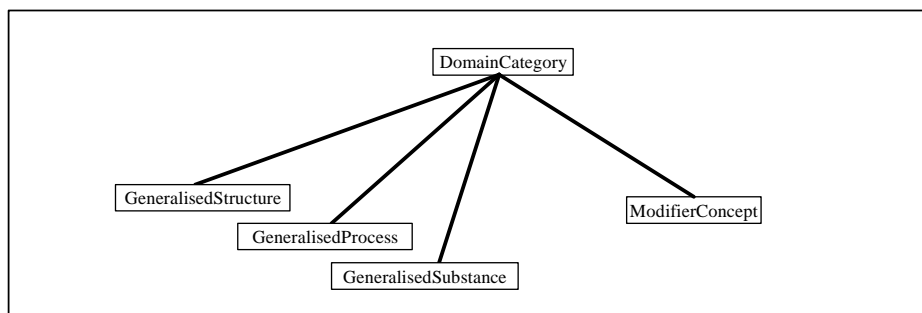 DomainCategory
GeneralisedStructure
ModifierConcept
GeneralisedProcess
GeneralisedSubstance